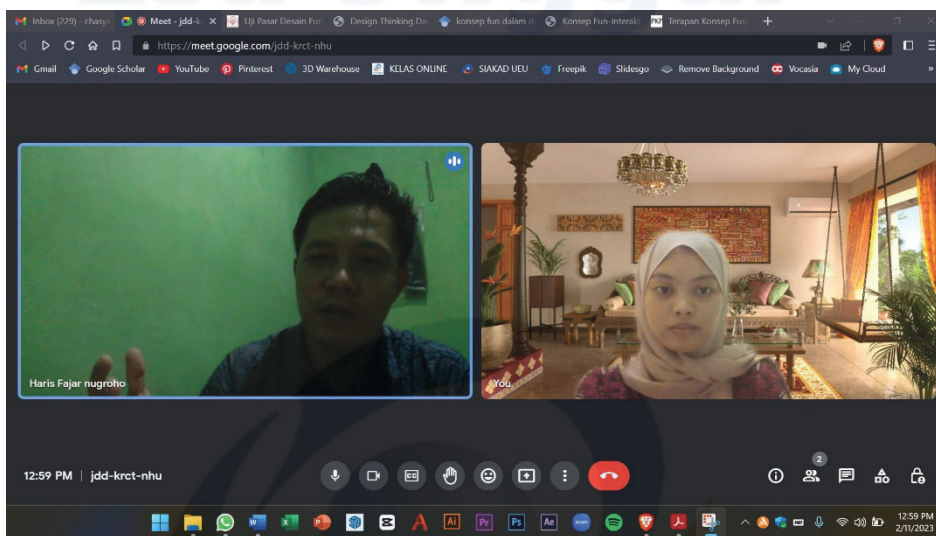 Inbox (229) - chasya
Meet - jdd-k
Uji Pasar Desain Fun
Design Thinking Da
konsep fun dalam d
Konsep Fun-interakt
Terapan Konsep Fun
https://meet.google.com/jdd-krct-nhu
Gmail Google Scholar YouTube Pinterest 3D Warehouse KELAS ONLINE SIAKAD UEU Freepik Slidesgo Remove Background Vocasia My Cloud »
Haris Fajar nugroho
You
12:59 PM | jdd-krct-nhu
2
12:59 PM
2/11/2023